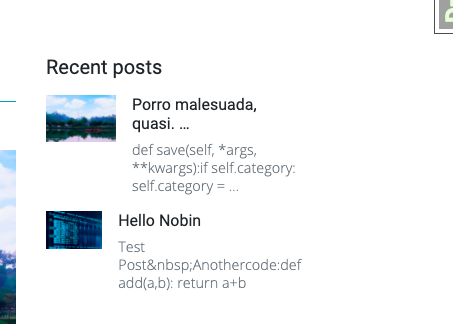 Recent posts
Porro malesuada,
quasi. ...
def save(self, *args,
**kwargs):if self.category:
self.category = ...
Hello Nobin
Test
Post&nbsp;Anothercode:def
add(a,b): return a+b